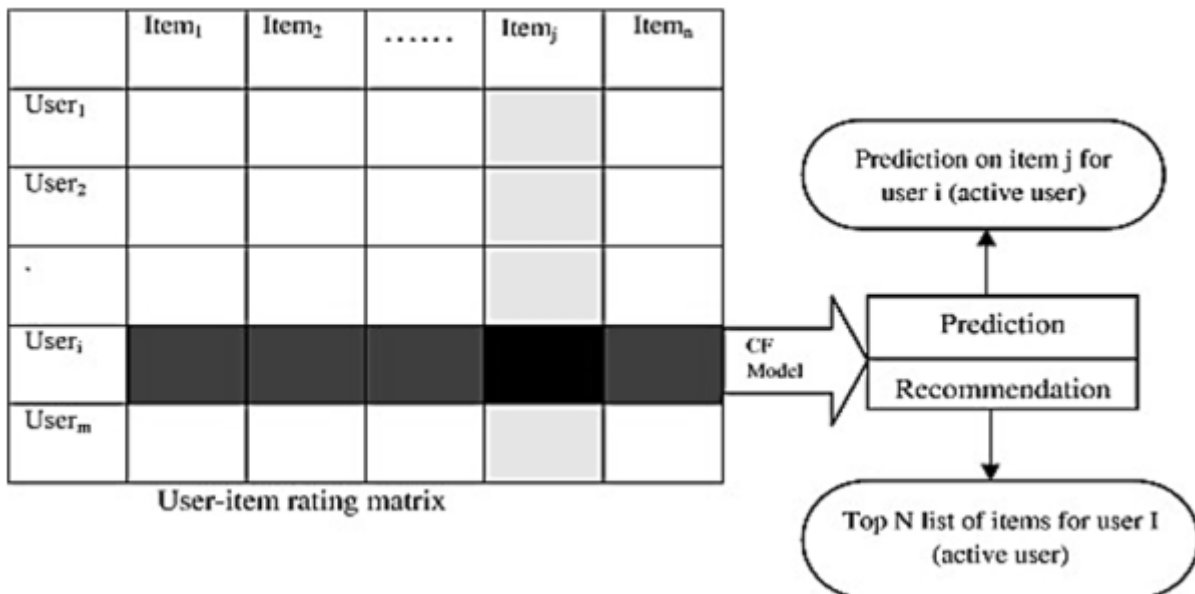 Item₁ Item₂ ...... Itemⱼ Itemₙ
User₁
User₂
.
Userᵢ
Userₘ
User-item rating matrix
CF
Model
Prediction on item j for
user i (active user)
Prediction
Recommendation
Top N list of items for user I
(active user)